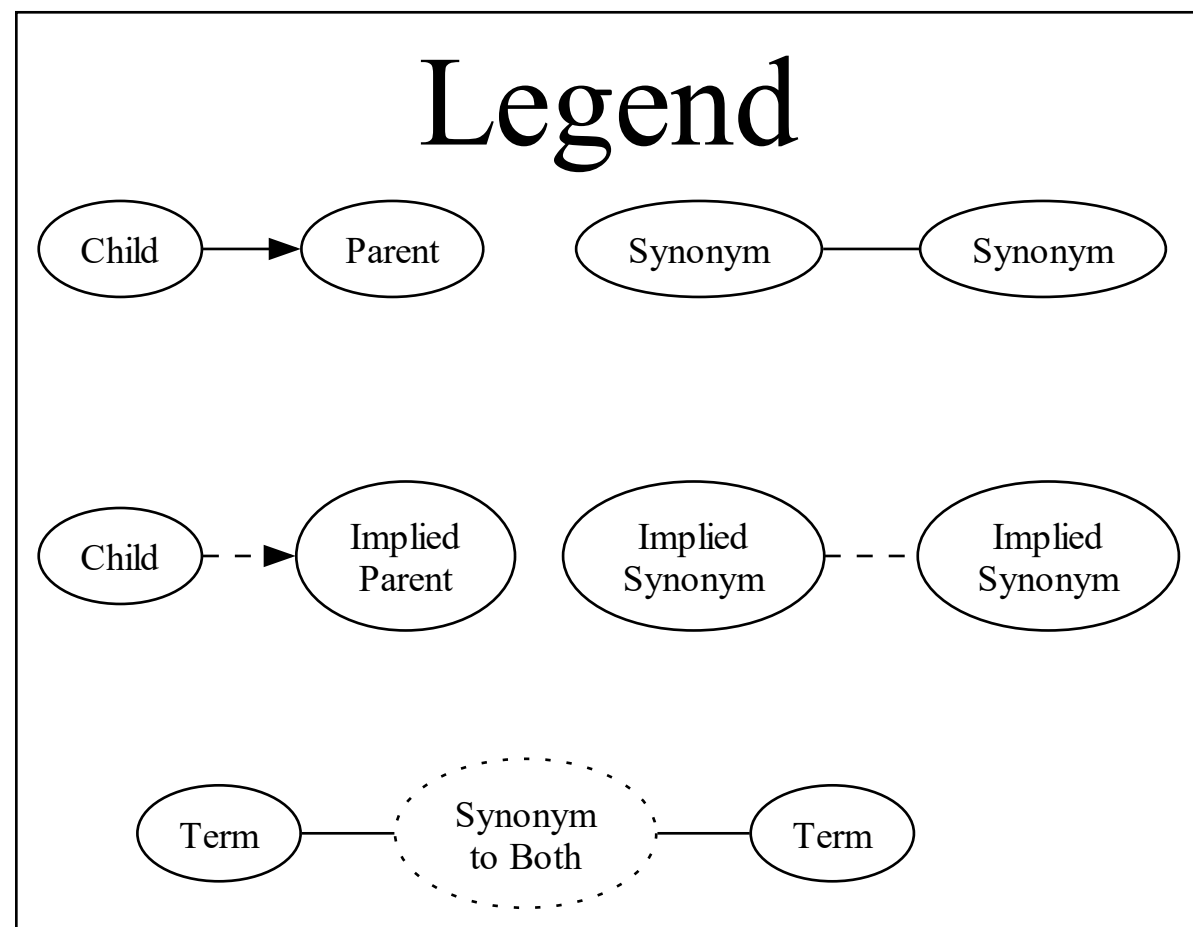 Legend
Child
Parent
Synonym
Synonym
Child
Implied
Parent
Implied
Synonym
Implied
Synonym
Term
Synonym
to Both
Term